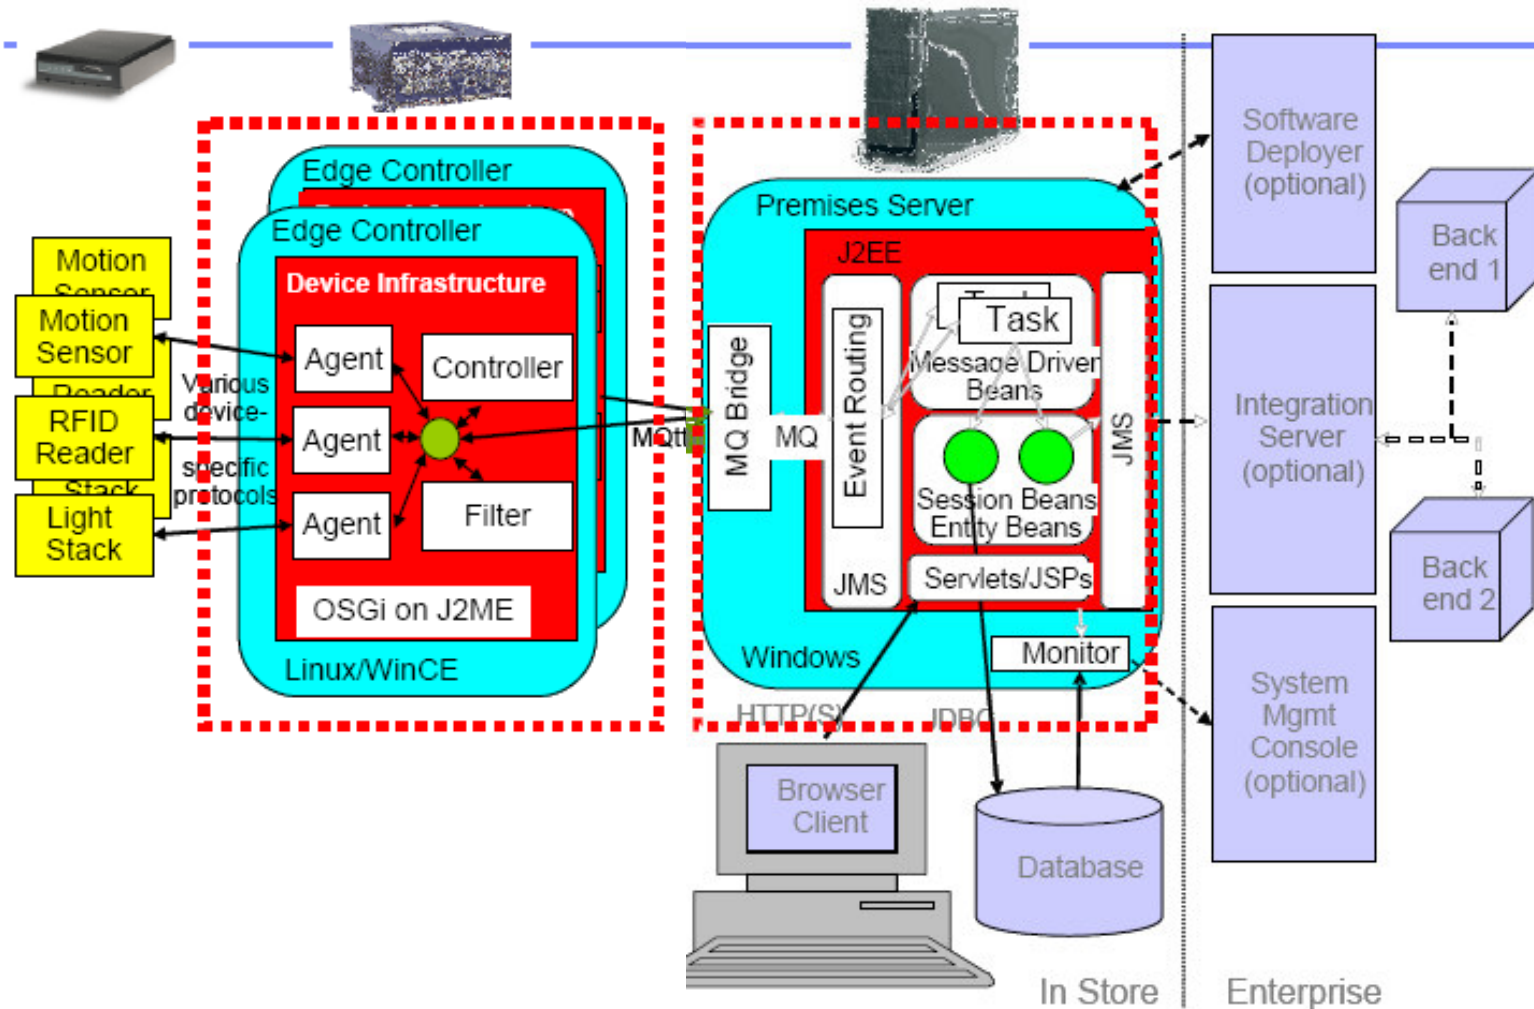 Edge Controller
Edge Controller
Device Infrastructure
Motion
Sensor
Motion
Sensor
Reader
RFID
Reader
Stack
Light
Stack
Various
device-
specific
protocols
Agent
Agent
Agent
Controller
Filter
OSGi on J2ME
Linux/WinCE
MQtt
Premises Server
J2EE
MQ Bridge
MQ
Event Routing
JMS
Task
Message Driven
Beans
Session Beans
Entity Beans
Servlets/JSPs
JMS
Windows
Monitor
HTTP(S)
JDBC
Browser
Client
Database
In Store
Enterprise
Software
Deployer
(optional)
Integration
Server
(optional)
System
Mgmt
Console
(optional)
Back
end 1
Back
end 2